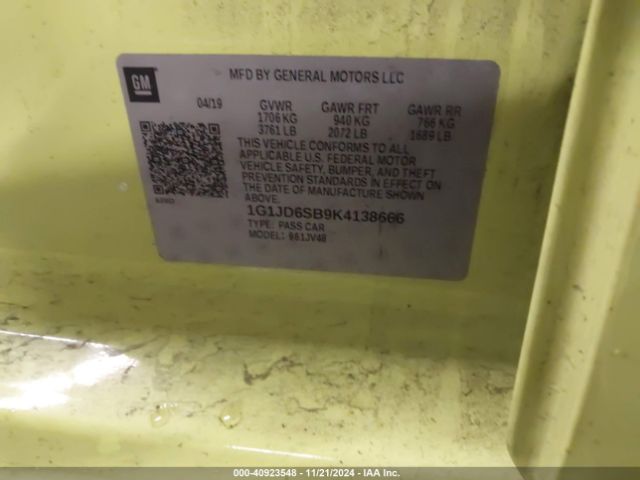 GM
MFD BY GENERAL MOTORS LLC
04/19 GVWR GAWR FRT GAWR RR
1706 KG 940 KG 766 KG
3761 LB 2072 LB 1689 LB
THIS VEHICLE CONFORMS TO ALL
APPLICABLE U.S. FEDERAL MOTOR
VEHICLE SAFETY, BUMPER, AND THEFT
PREVENTION STANDARDS IN EFFECT ON
THE DATE OF MANUFACTURE SHOWN
ABOVE.
1G1JD6SB9K4138666
TYPE: PASS CAR
MODEL:
000-40923548 - 11/21/2024 - IAA Inc.